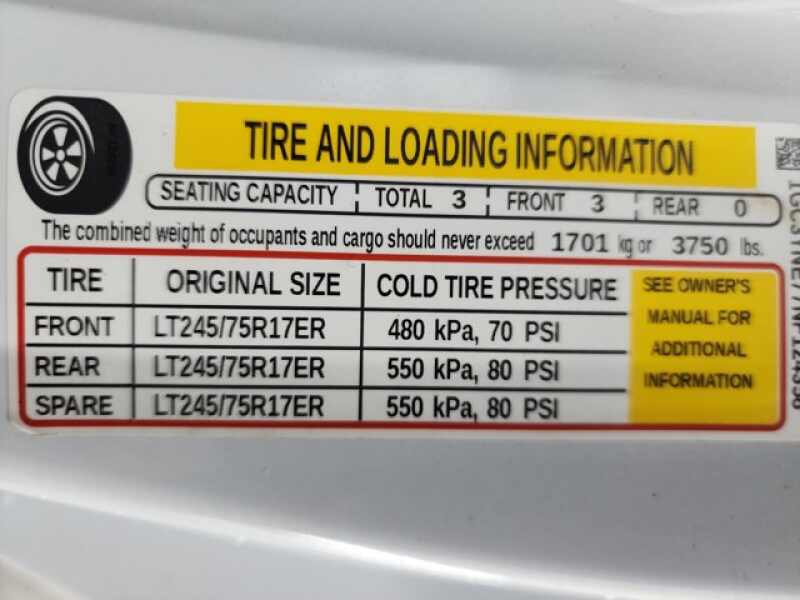 TIRE AND LOADING INFORMATION
SEATING CAPACITY TOTAL 3 FRONT 3 REAR 0
The combined weight of occupants and cargo should never exceed 1701 kg or 3750 lbs.
TIRE ORIGINAL SIZE COLD TIRE PRESSURE
FRONT LT245/75R17ER 480 kPa, 70 PSI
REAR LT245/75R17ER 550 kPa, 80 PSI
SPARE LT245/75R17ER 550 kPa, 80 PSI
SEE OWNER'S
MANUAL FOR
ADDITIONAL
INFORMATION